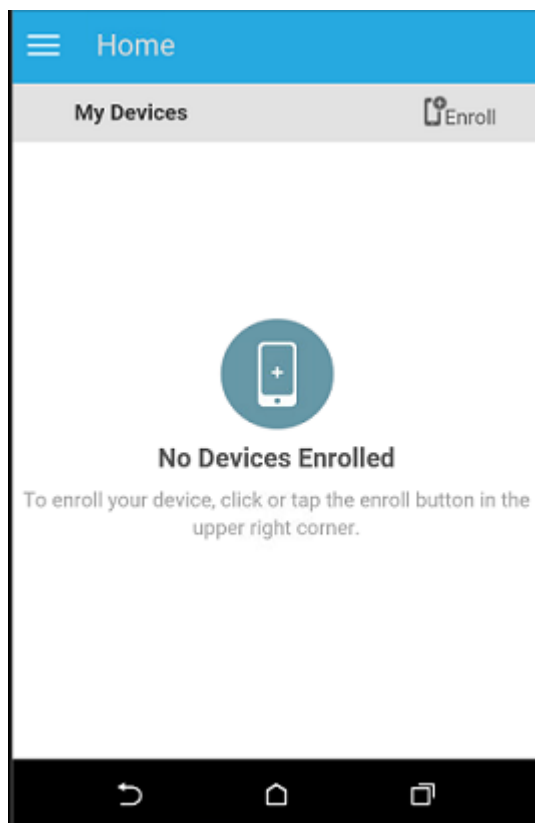 Home
My Devices
Enroll
No Devices Enrolled
To enroll your device, click or tap the enroll button in the
upper right corner.